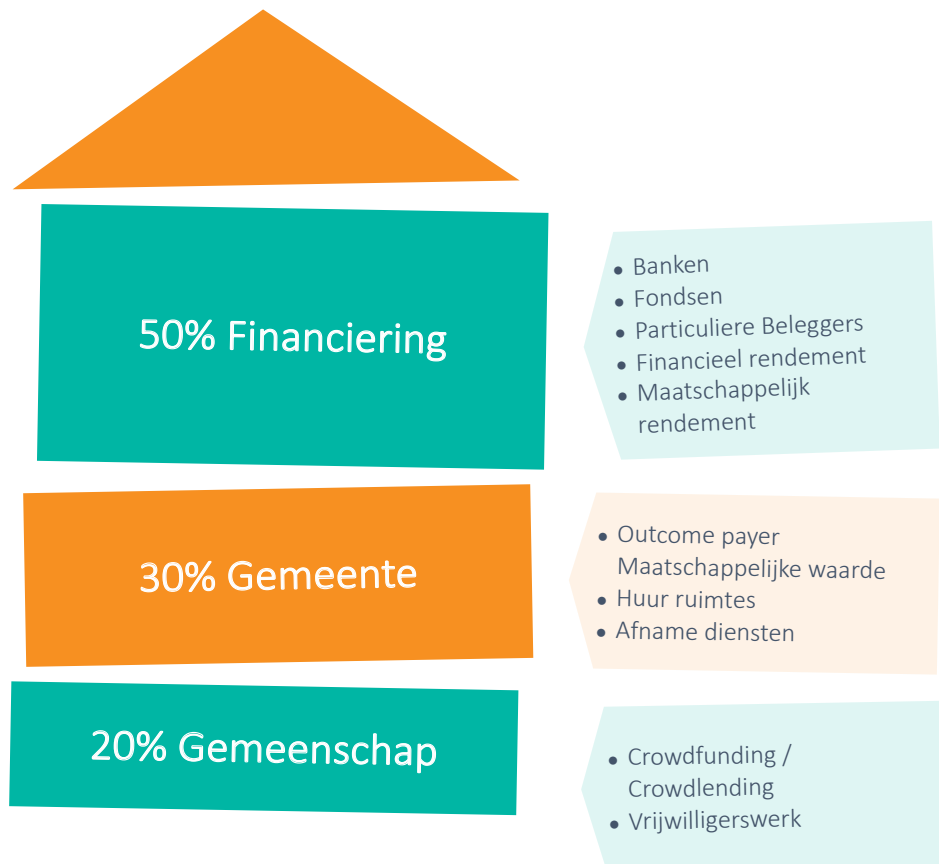 50% Financiering
• Banken
• Fondsen
• Particuliere Beleggers
• Financieel rendement
• Maatschappelijk
rendement
30% Gemeente
• Outcome payer
Maatschappelijke waarde
• Huur ruimtes
• Afname diensten
20% Gemeenschap
• Crowdfunding /
Crowdlending
• Vrijwilligerswerk